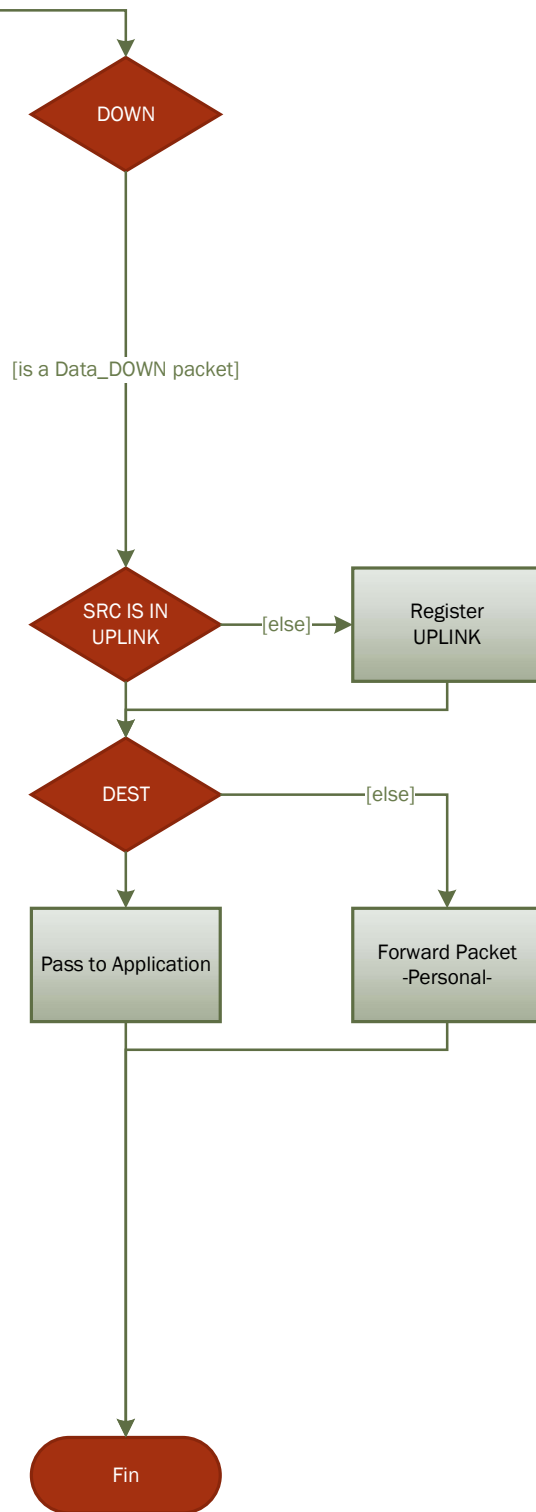 DOWN
[is a Data_DOWN packet]
SRC IS IN
UPLINK
[else]
Register
UPLINK
DEST
[else]
Pass to Application
Forward Packet
-Personal-
Fin